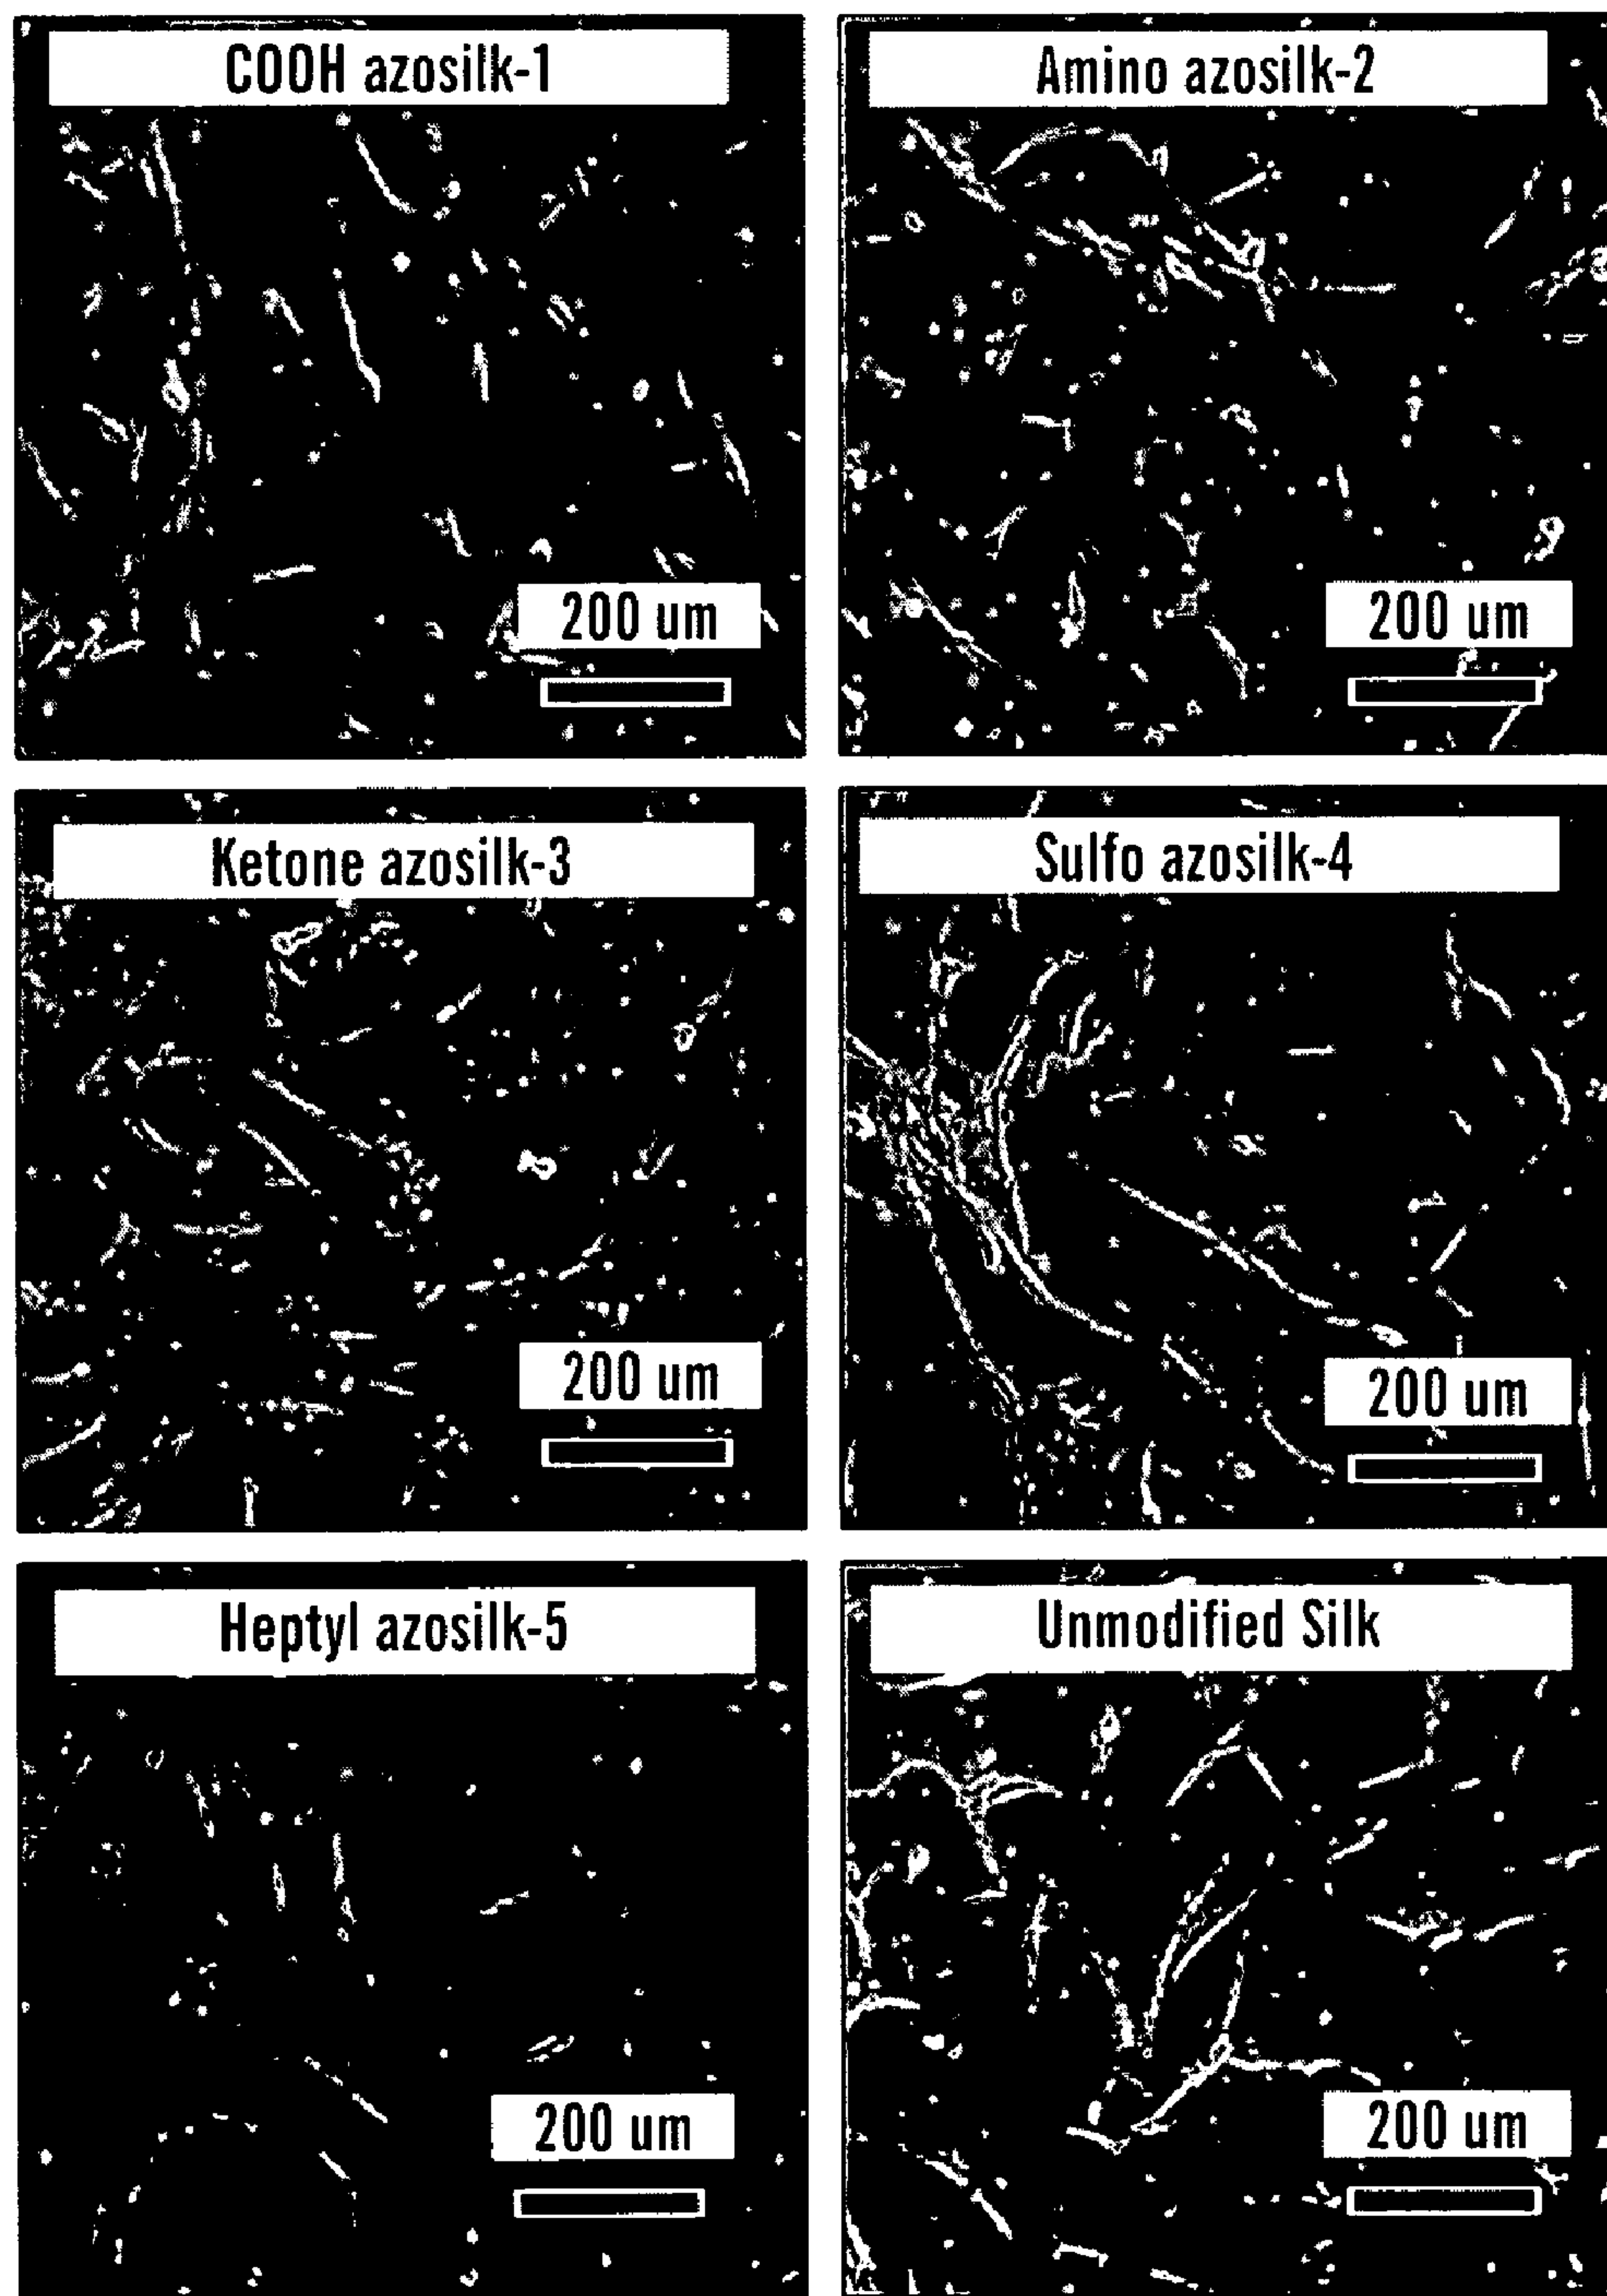 COOH azosilk-1
Amino azosilk-2
200 um
200 um
Ketone azosilk-3
Sulfo azosilk-4
200 um
200 um
Heptyl azosilk-5
Unmodified Silk
200 um
200 um